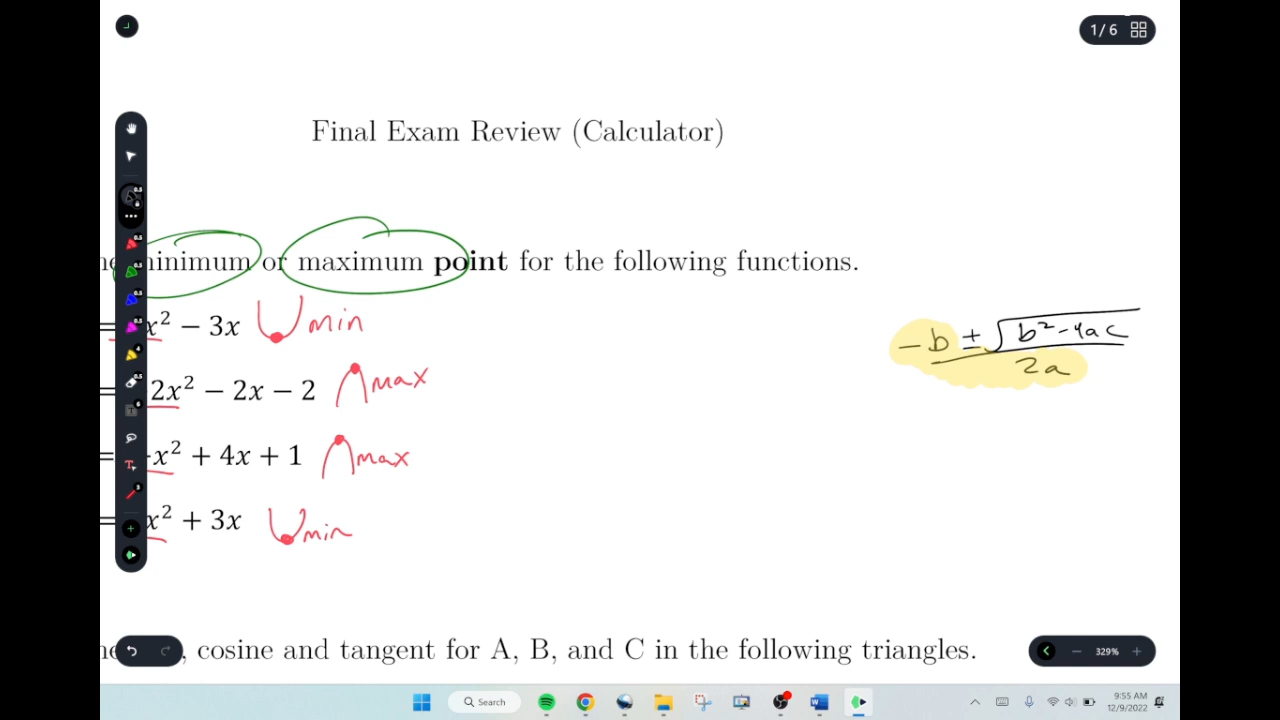 1 / 6
Final Exam Review (Calculator)
minimum or maximum point for the following functions.
= x² − 3x min
−b ± √b²−4ac
2a
= 2x² − 2x − 2 max
= x² + 4x + 1 max
= x² + 3x min
, cosine and tangent for A, B, and C in the following triangles.
329%
Search
9:55 AM
12/9/2022